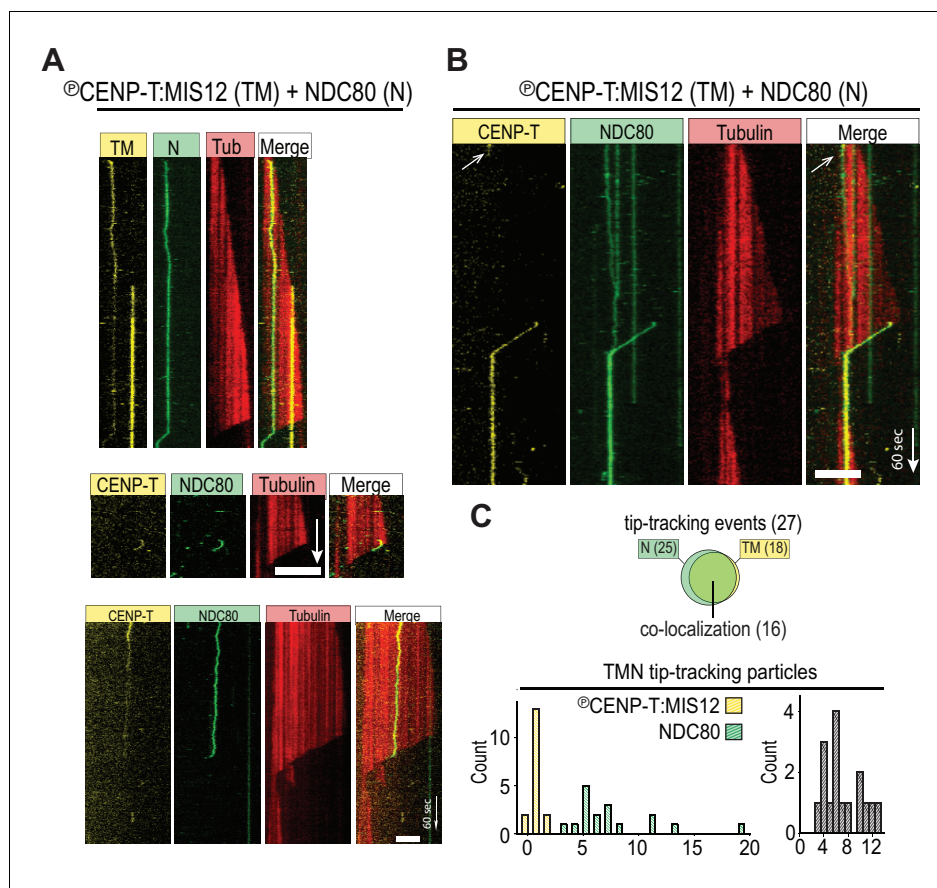 A
ⓅCENP-T:MIS12 (TM) + NDC80 (N)
TM N Tub Merge
CENP-T NDC80 Tubulin Merge
CENP-T NDC80 Tubulin Merge
60 sec
B
ⓅCENP-T:MIS12 (TM) + NDC80 (N)
CENP-T NDC80 Tubulin Merge
60 sec
C
tip-tracking events (27)
N (25) TM (18)
co-localization (16)
TMN tip-tracking particles
ⓅCENP-T:MIS12
NDC80
Count
10
5
0
0 5 10 15 20
Count
4
2
0
0 4 8 12